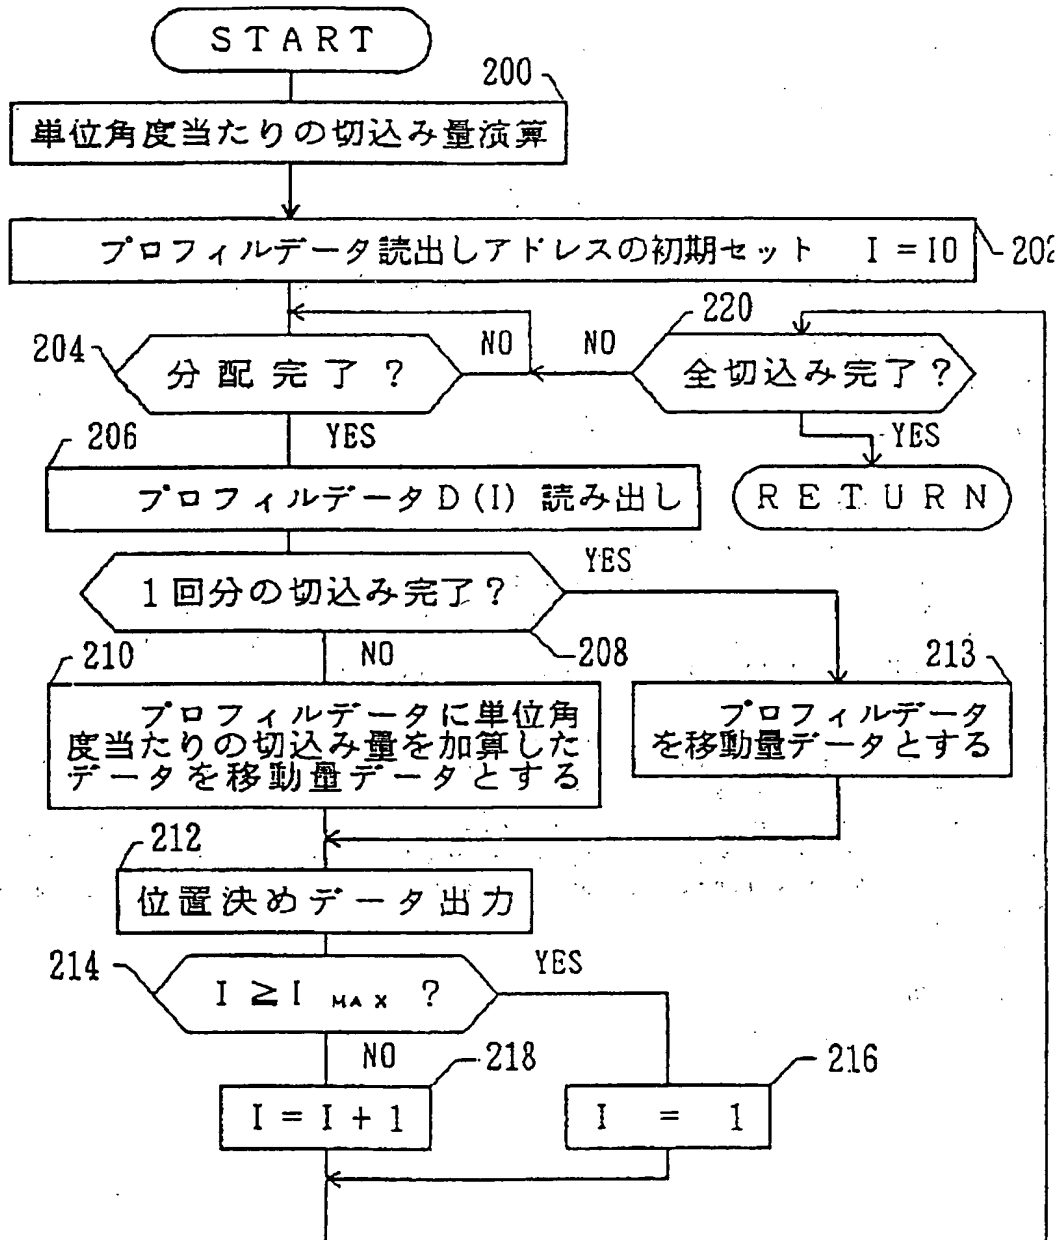 START
200
単位角度当たりの切込み量演算
プロフィルデータ読出しアドレスの初期セット I=I0
202
220
204
分配完了?
NO
NO
全切込み完了?
206
YES
YES
プロフィルデータD(I)読み出し
RETURN
1回分の切込み完了?
YES
208
210
NO
213
プロフィルデータに単位角
度当たりの切込み量を加算した
データを移動量データとする
プロフィルデータ
を移動量データとする
212
位置決めデータ出力
214
I≧I MAX ?
YES
NO
218
216
I=I+1
I = 1